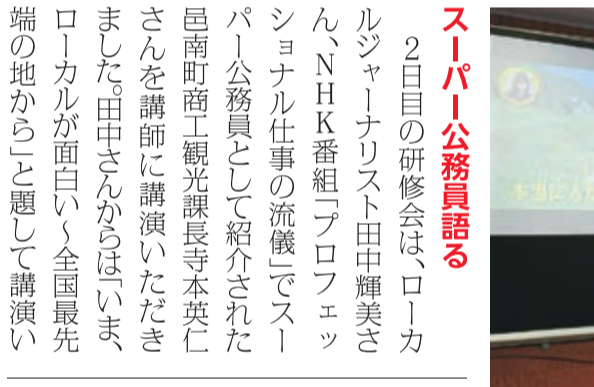 スーパー公務員語る
２日目の研修会は、ローカ
ルジャーナリスト田中輝美さ
ん、ＮＨＫ番組「プロフェッ
ショナル仕事の流儀」でスー
パー公務員として紹介された
邑南町商工観光課長寺本英仁
さんを講師に講演いただき
ました。田中さんからは「いま、
ローカルが面白い～全国最先
端の地から」と題して講演い
本当に